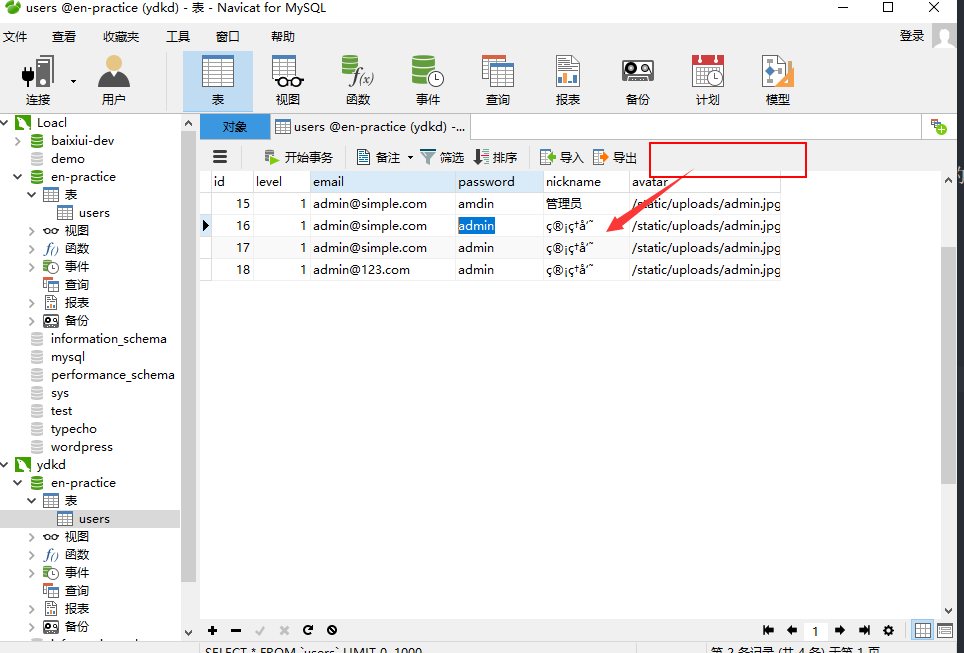 users @en-practice (ydkd) - 表 - Navicat for MySQL
文件 查看 收藏夹 工具 窗口 帮助 登录
连接 用户 表 视图 f(x) 函数 事件 查询 报表 备份 计划 模型
对象 users @en-practice (ydkd) -...
开始事务 备注 筛选 排序 导入 导出
id level email password nickname avatar
15 1 admin@simple.com amdin 管理员 /static/uploads/admin.jpg
16 1 admin@simple.com admin 管ç†å‘˜ /static/uploads/admin.jpg
17 1 admin@simple.com admin 管ç†å‘˜ /static/uploads/admin.jpg
18 1 admin@123.com admin 管ç†å‘˜ /static/uploads/admin.jpg
Loacl
baixiui-dev
demo
en-practice
表
users
视图
f() 函数
事件
查询
报表
备份
information_schema
mysql
performance_schema
sys
test
typecho
wordpress
ydkd
en-practice
表
users
视图
f() 函数
事件
查询
报表
备份
1
SELECT * FROM `users` LIMIT 0, 1000 第 2 条记录 (共 4 条) 于第 1 页